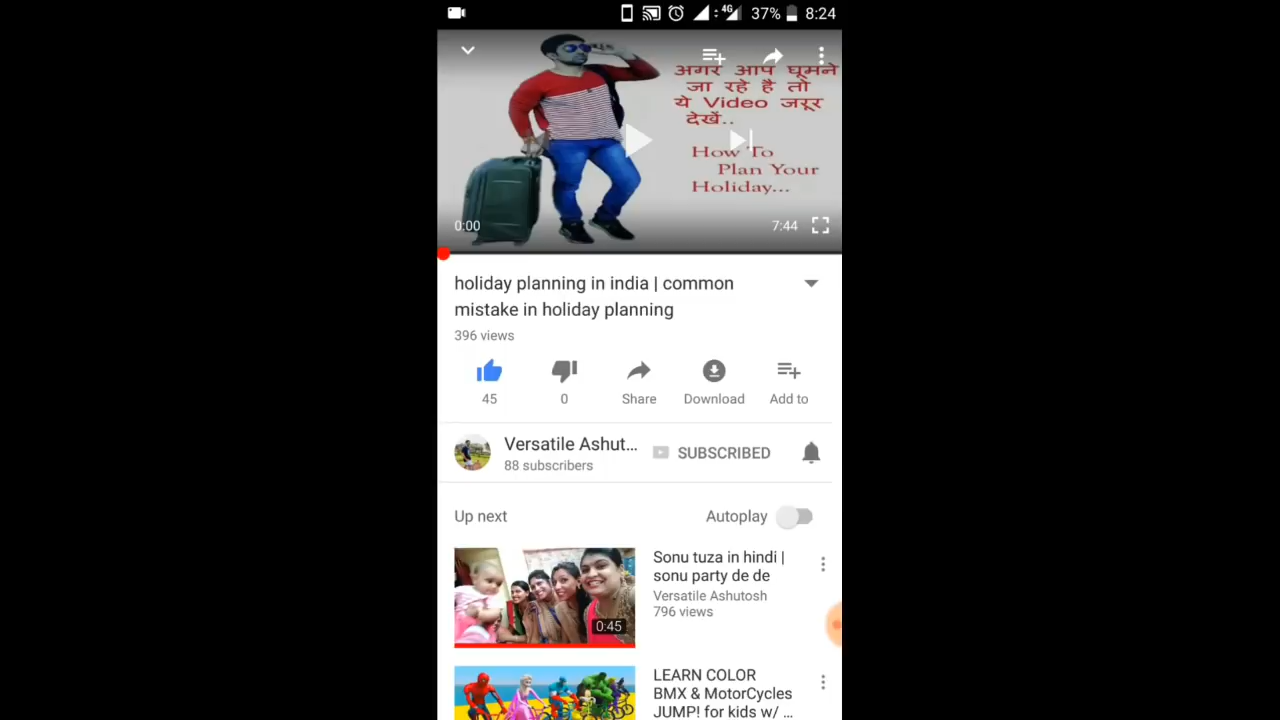 4G 37% 8:24
अगर आप घूमने
जा रहे है तो
ये Video जरूर
देखें..
How To
Plan Your
Holiday...
0:00 7:44
holiday planning in india | common
mistake in holiday planning
396 views
45 0 Share Download Add to
Versatile Ashut... SUBSCRIBED
88 subscribers
Up next Autoplay
Sonu tuza in hindi |
sonu party de de
Versatile Ashutosh
796 views
0:45
LEARN COLOR
BMX & MotorCycles
JUMP! for kids w/ ...